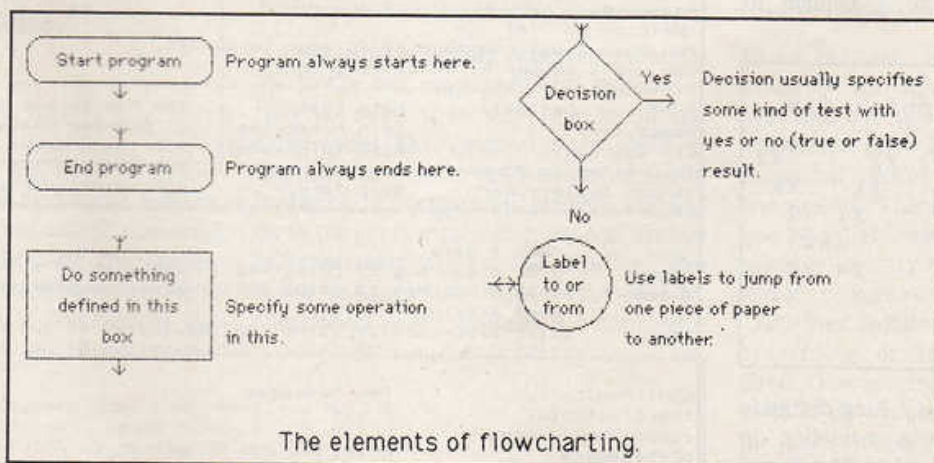 Start program
Program always starts here.
End program
Program always ends here.
Do something
defined in this
box
Specify some operation
in this.
Decision
box
Yes
No
Decision usually specifies
some kind of test with
yes or no (true or false)
result.
Label
to or
from
Use labels to jump from
one piece of paper
to another.
The elements of flowcharting.